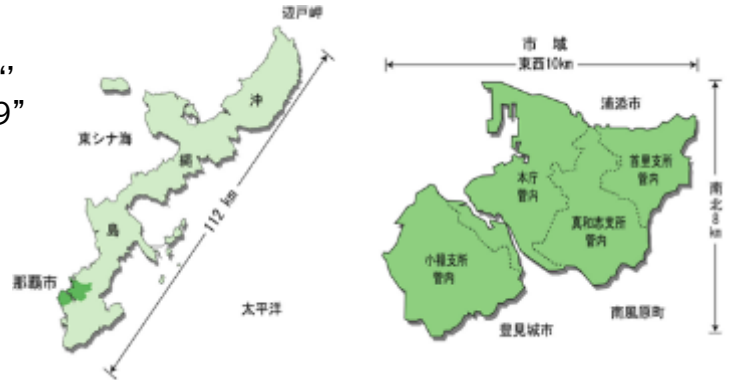 辺戸岬
“
9”
東シナ海
沖
縄
島
112 km
那覇市
太平洋
市 域
東西10km
浦添市
首里支所
管内
本庁
管内
真和志支所
管内
南北8km
小禄支所
管内
豊見城市
南風原町